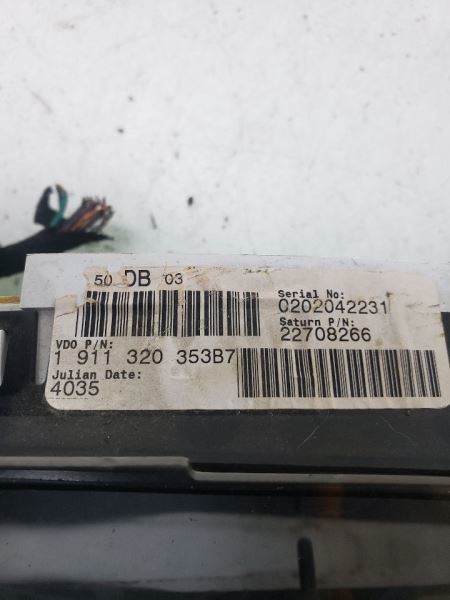 50 DB 03
Serial No:
0202042231
Saturn P/N:
22708266
VDO P/N:
1 911 320 353B7
Julian Date:
4035